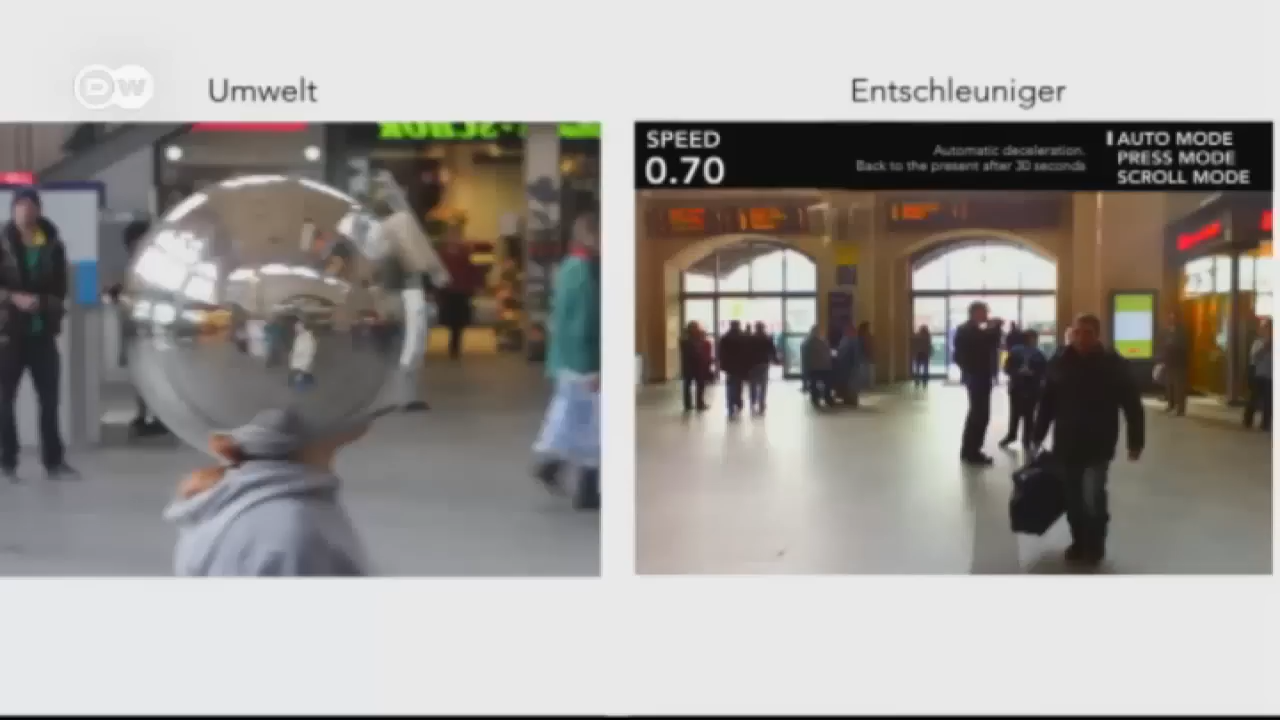 DW
Umwelt
Entschleuniger
SPEED
0.70
Automatic deceleration.
Back to the present after 30 seconds
AUTO MODE
PRESS MODE
SCROLL MODE